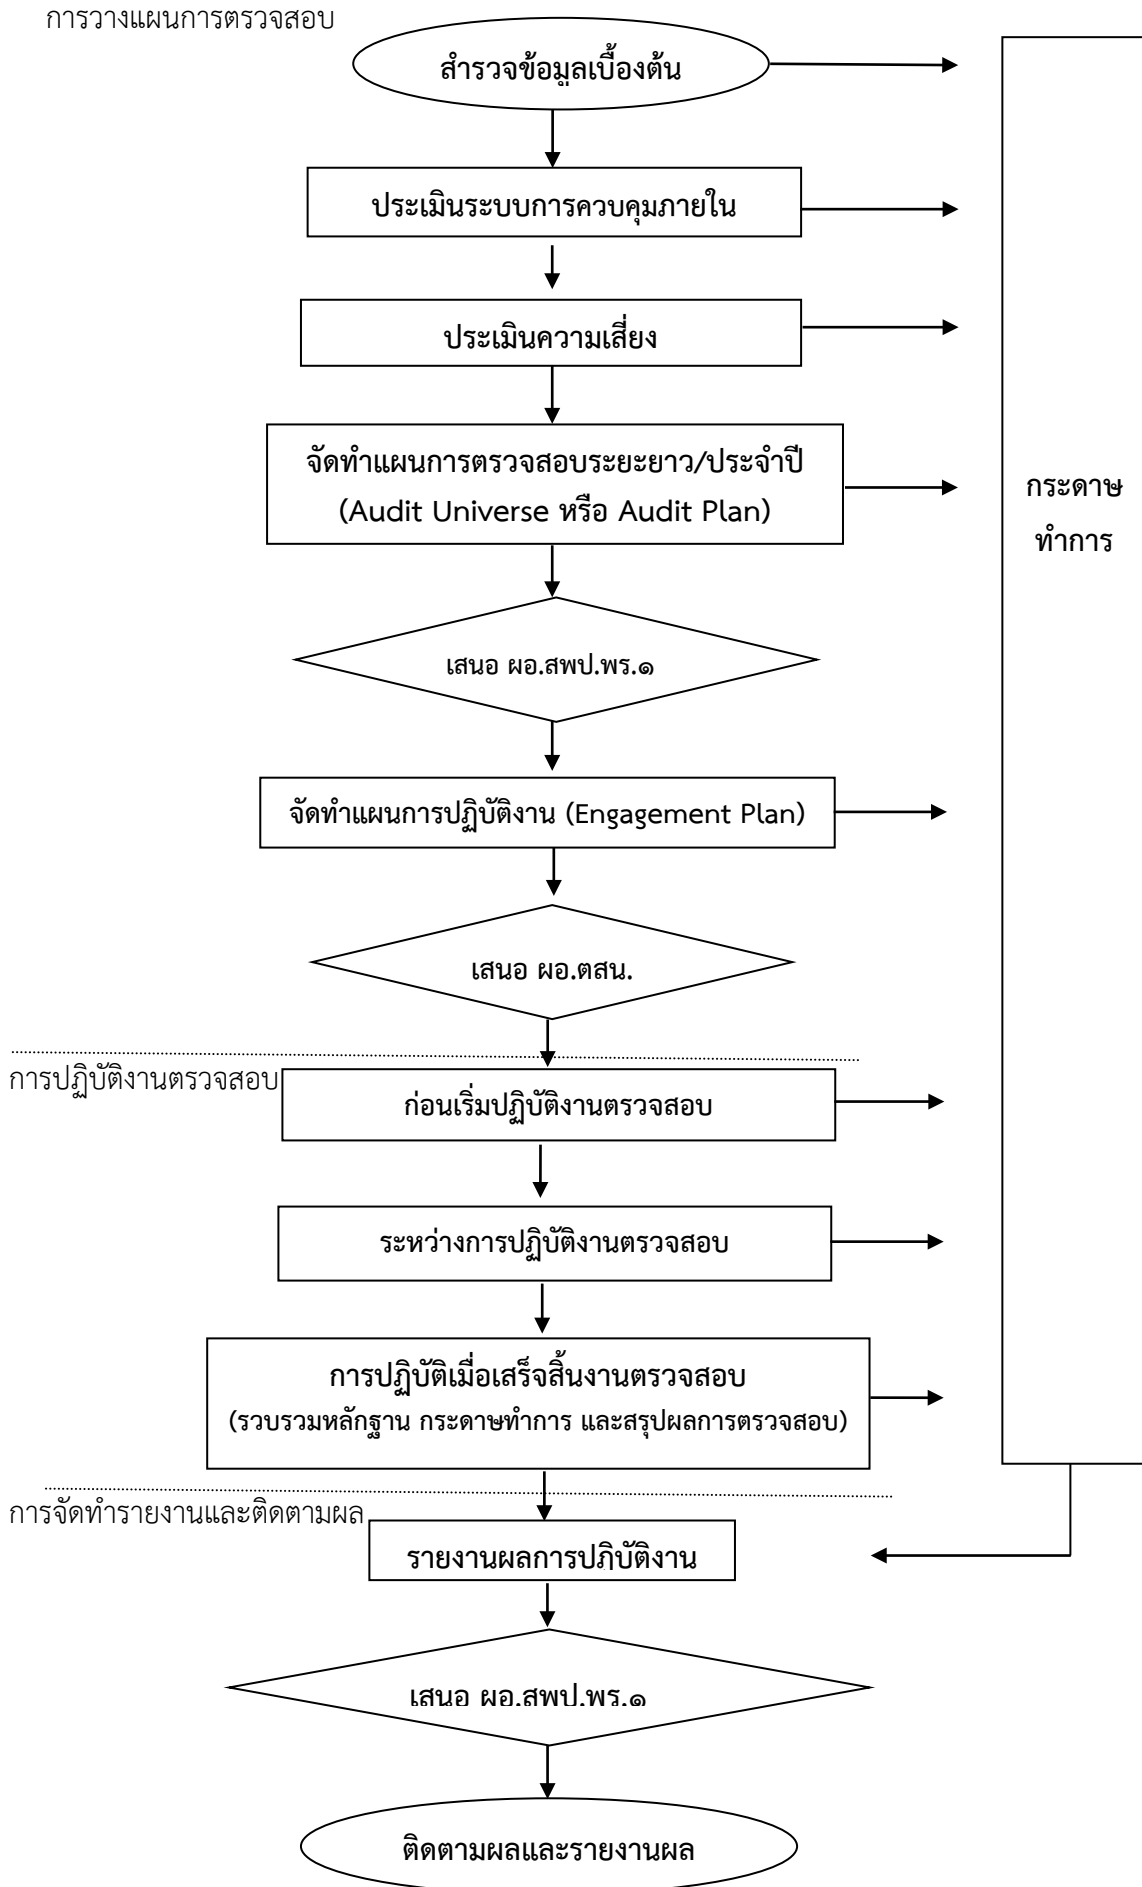 การวางแผนการตรวจสอบ
สำรวจข้อมูลเบื้องต้น
ประเมินระบบการควบคุมภายใน
ประเมินความเสี่ยง
จัดทำแผนการตรวจสอบระยะยาว/ประจำปี
(Audit Universe หรือ Audit Plan)
กระดาษ
ทำการ
เสนอ ผอ.สพป.พร.๑
จัดทำแผนการปฏิบัติงาน (Engagement Plan)
เสนอ ผอ.ตสน.
การปฏิบัติงานตรวจสอบ
ก่อนเริ่มปฏิบัติงานตรวจสอบ
ระหว่างการปฏิบัติงานตรวจสอบ
การปฏิบัติเมื่อเสร็จสิ้นงานตรวจสอบ
(รวบรวมหลักฐาน กระดาษทำการ และสรุปผลการตรวจสอบ)
การจัดทำรายงานและติดตามผล
รายงานผลการปฏิบัติงาน
เสนอ ผอ.สพป.พร.๑
ติดตามผลและรายงานผล